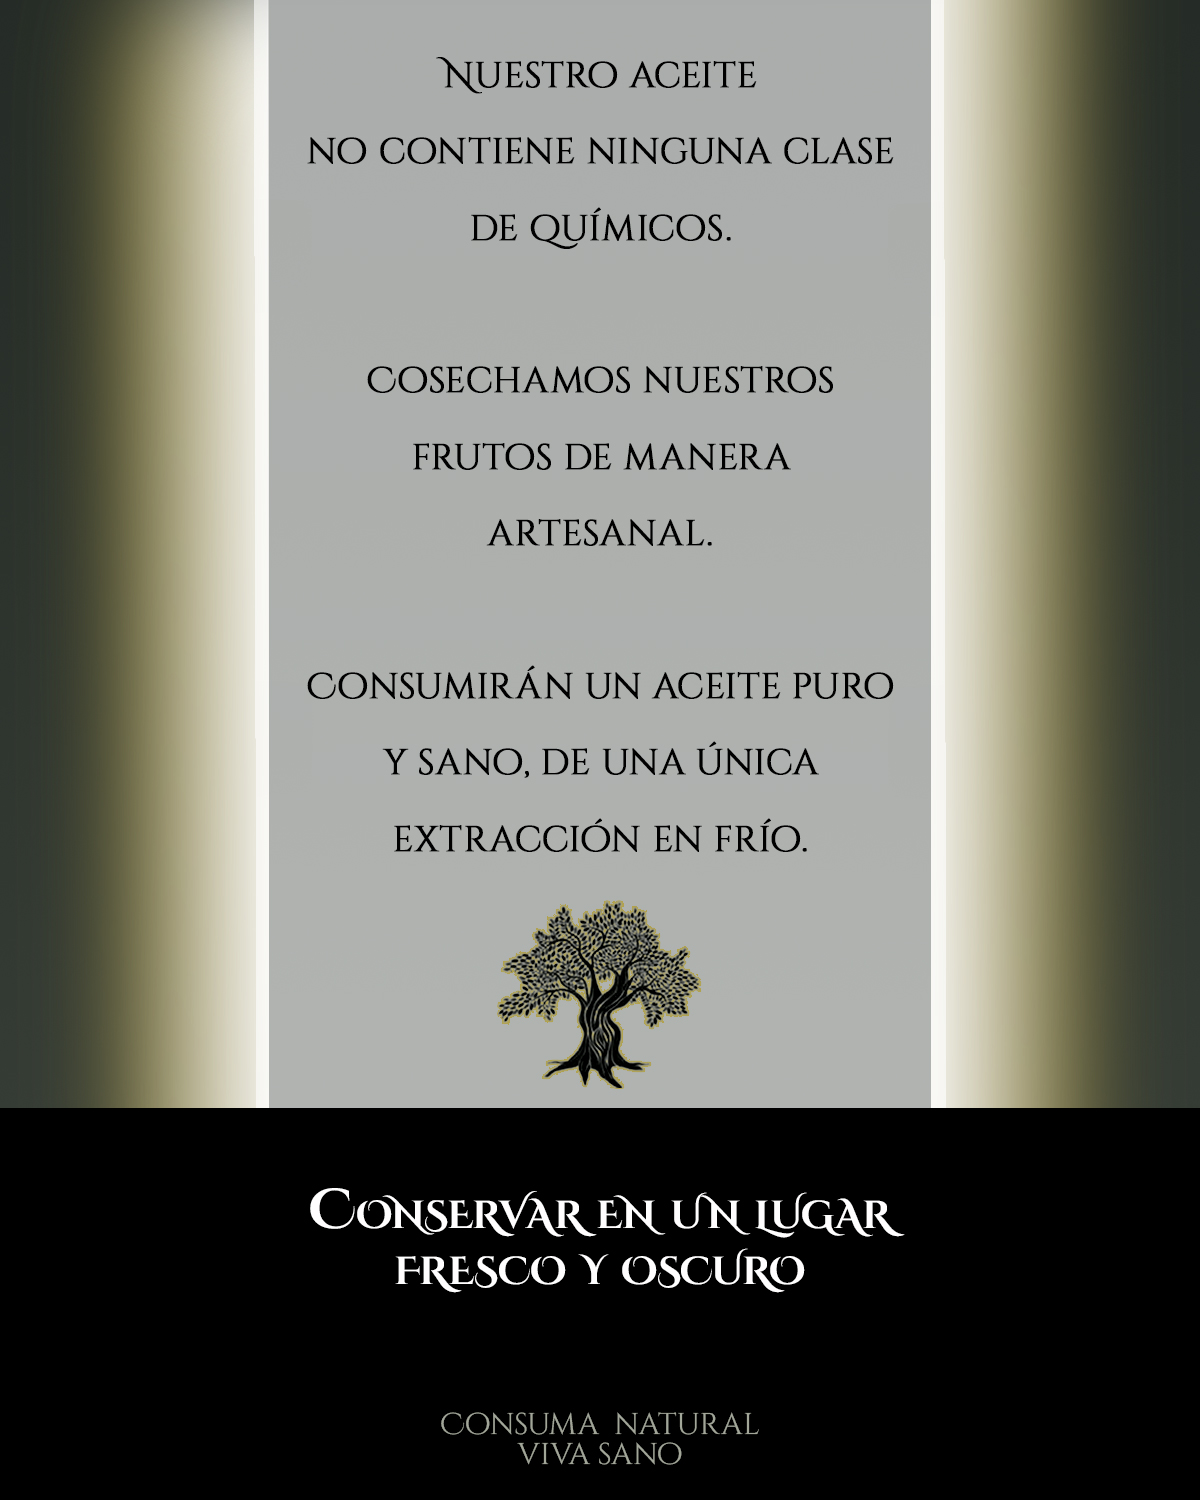 Nuestro aceite
no contiene ninguna clase
de químicos.
Cosechamos nuestros
frutos de manera
artesanal.
Consumirán un aceite puro
y sano, de una única
extracción en frío.
Conservar en un lugar
fresco y oscuro
Consuma natural
viva sano